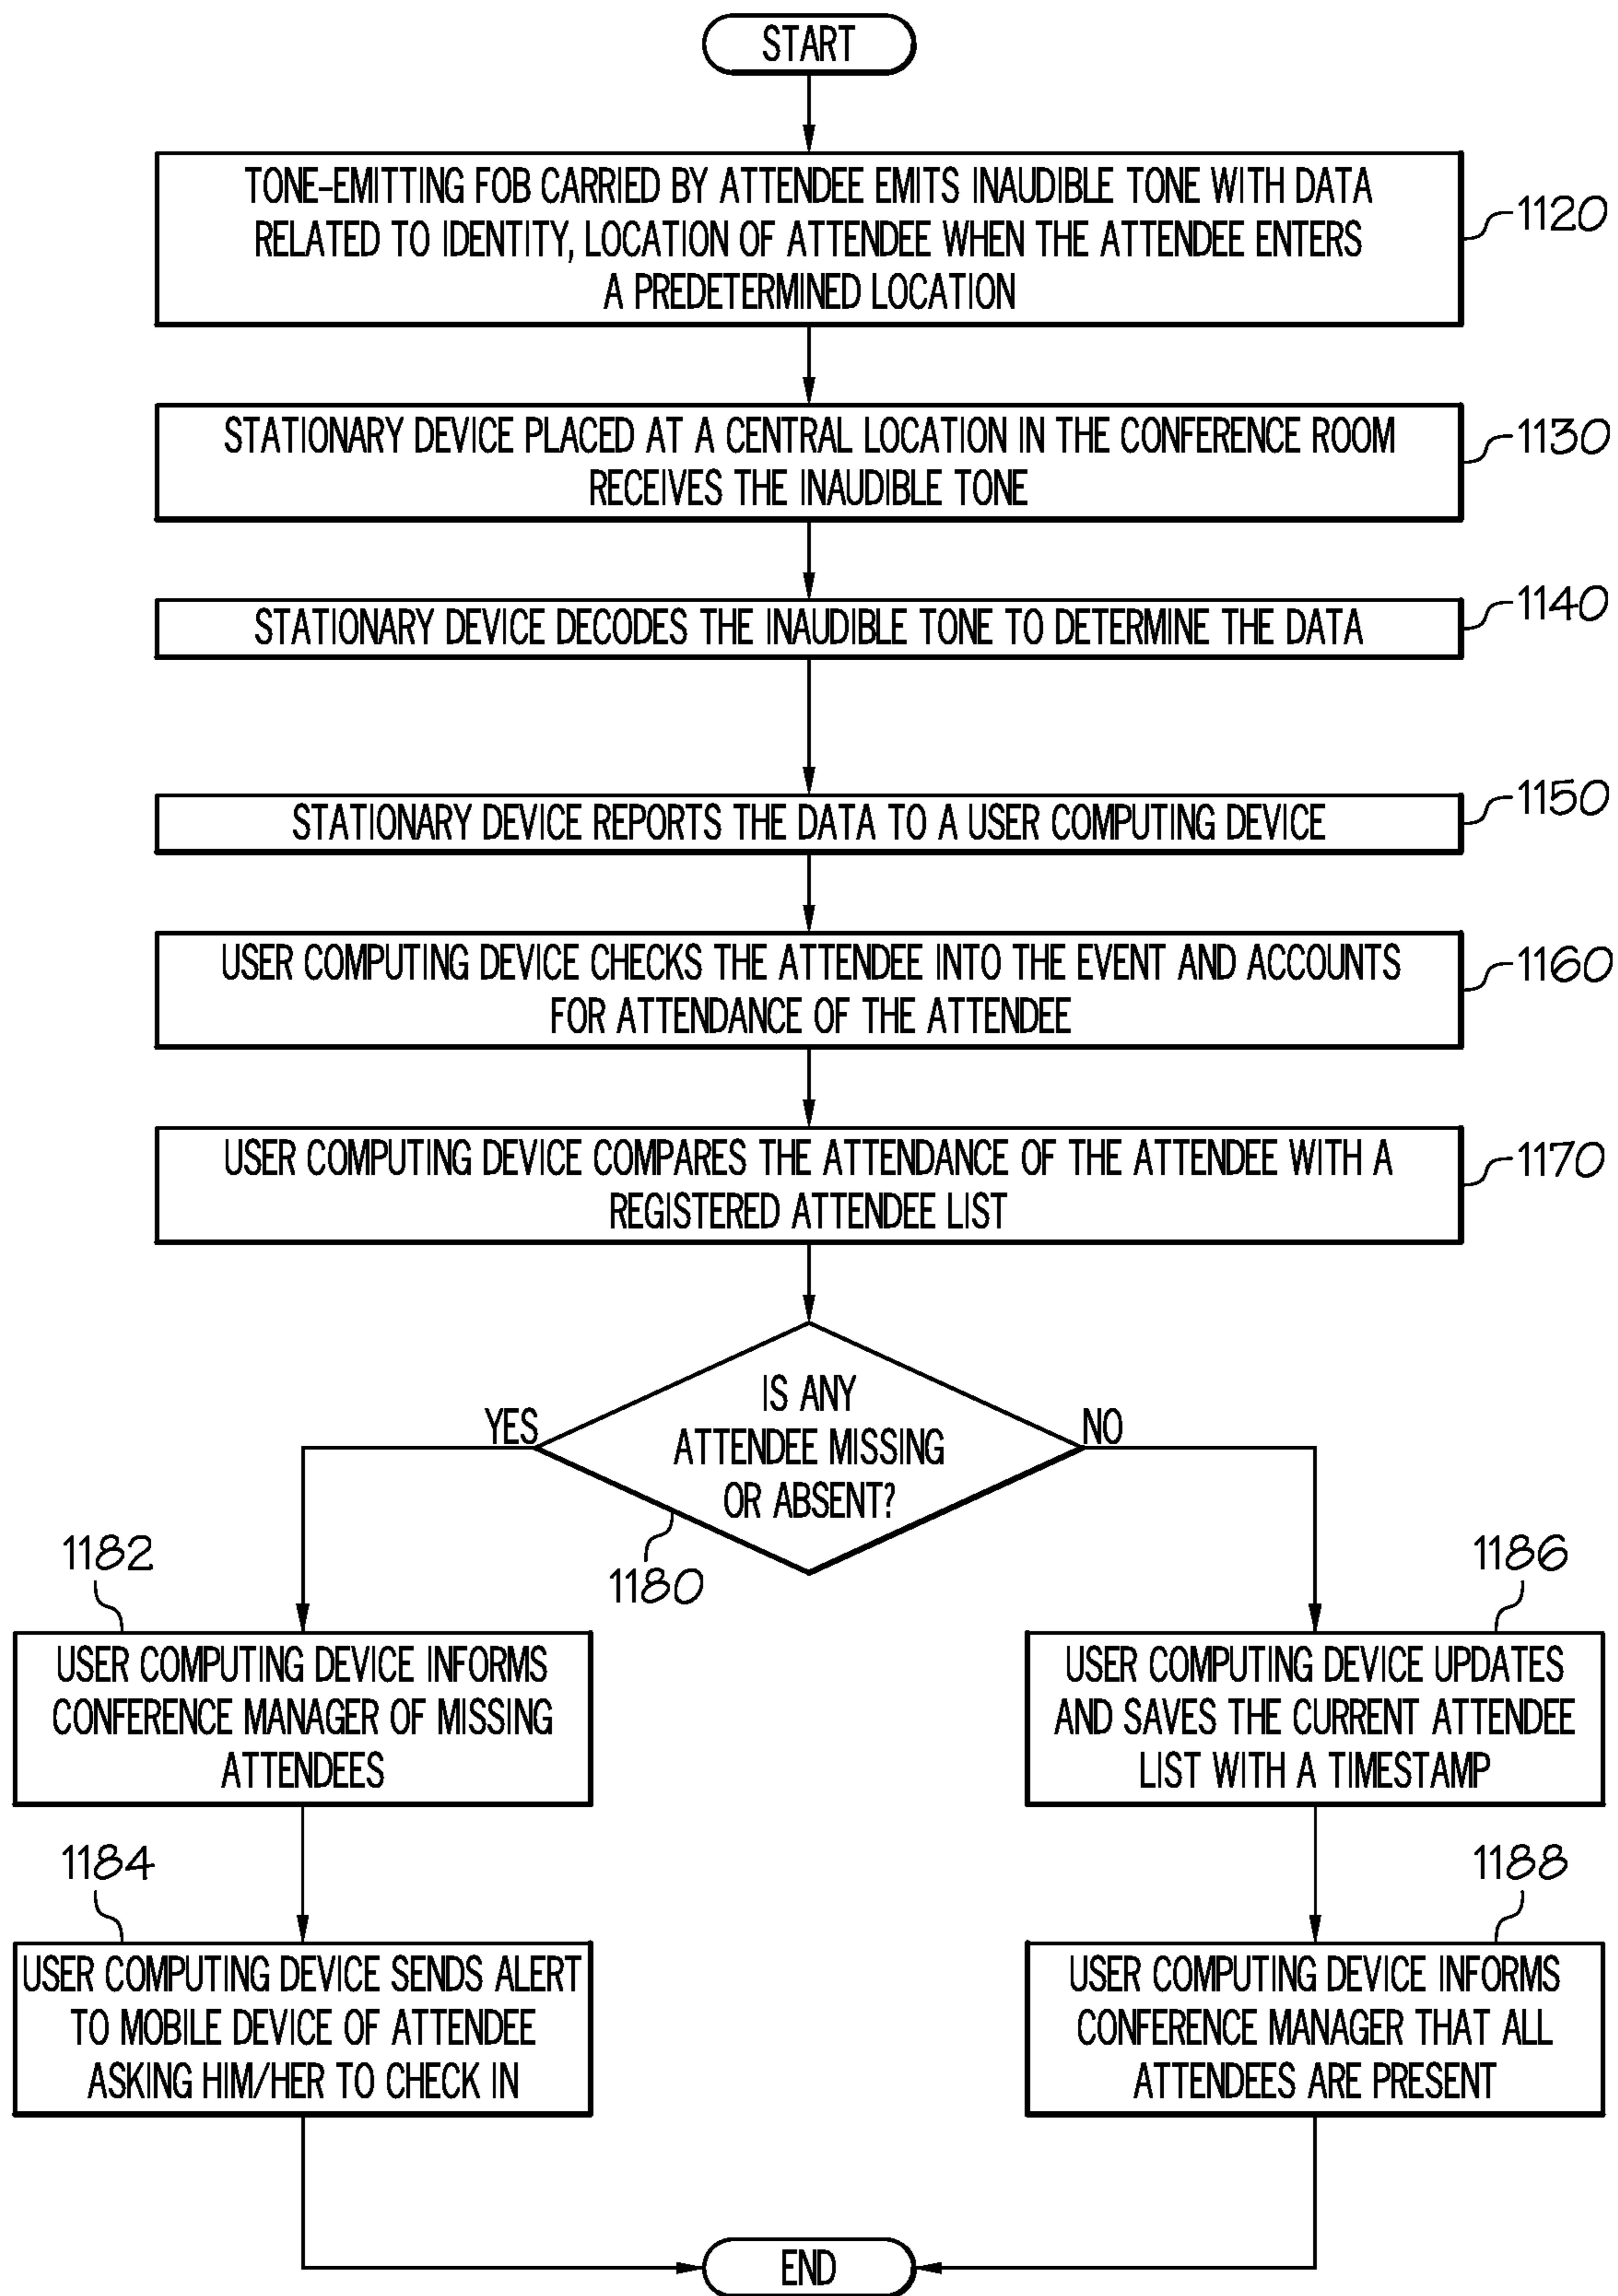 START
TONE-EMITTING FOB CARRIED BY ATTENDEE EMITS INAUDIBLE TONE WITH DATA
RELATED TO IDENTITY, LOCATION OF ATTENDEE WHEN THE ATTENDEE ENTERS
A PREDETERMINED LOCATION
1120
STATIONARY DEVICE PLACED AT A CENTRAL LOCATION IN THE CONFERENCE ROOM
RECEIVES THE INAUDIBLE TONE
1130
STATIONARY DEVICE DECODES THE INAUDIBLE TONE TO DETERMINE THE DATA
1140
STATIONARY DEVICE REPORTS THE DATA TO A USER COMPUTING DEVICE
1150
USER COMPUTING DEVICE CHECKS THE ATTENDEE INTO THE EVENT AND ACCOUNTS
FOR ATTENDANCE OF THE ATTENDEE
1160
USER COMPUTING DEVICE COMPARES THE ATTENDANCE OF THE ATTENDEE WITH A
REGISTERED ATTENDEE LIST
1170
IS ANY
ATTENDEE MISSING
OR ABSENT?
YES
NO
1180
1182
USER COMPUTING DEVICE INFORMS
CONFERENCE MANAGER OF MISSING
ATTENDEES
1184
USER COMPUTING DEVICE SENDS ALERT
TO MOBILE DEVICE OF ATTENDEE
ASKING HIM/HER TO CHECK IN
1186
USER COMPUTING DEVICE UPDATES
AND SAVES THE CURRENT ATTENDEE
LIST WITH A TIMESTAMP
1188
USER COMPUTING DEVICE INFORMS
CONFERENCE MANAGER THAT ALL
ATTENDEES ARE PRESENT
END